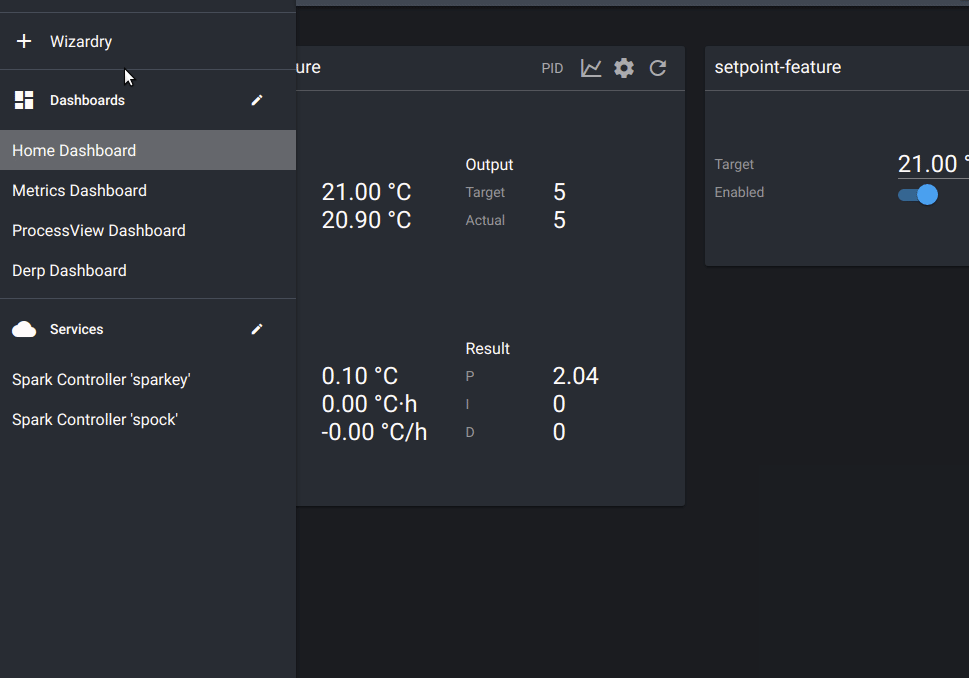 Wizardry
Dashboards
Home Dashboard
Metrics Dashboard
ProcessView Dashboard
Derp Dashboard
Services
Spark Controller 'sparkey'
Spark Controller 'spock'
ure PID
Output
21.00 °C Target 5
20.90 °C Actual 5
Result
0.10 °C P 2.04
0.00 °C·h I 0
-0.00 °C/h D 0
setpoint-feature
Target 21.00 °
Enabled